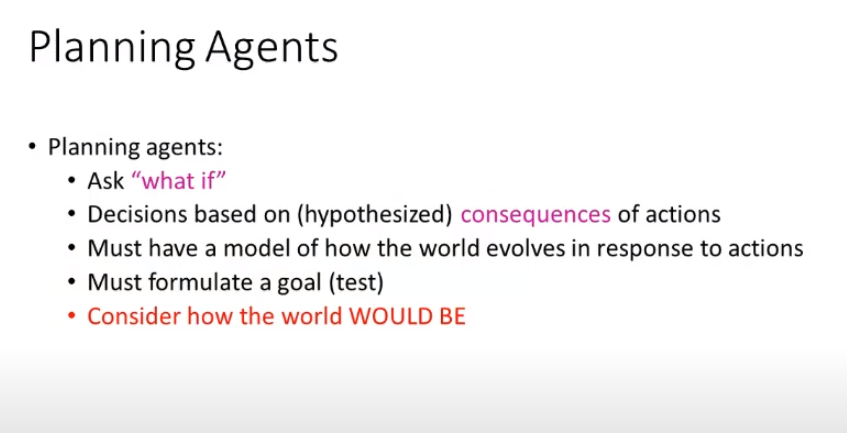 Planning Agents
• Planning agents:
• Ask “what if”
• Decisions based on (hypothesized) consequences of actions
• Must have a model of how the world evolves in response to actions
• Must formulate a goal (test)
• Consider how the world WOULD BE